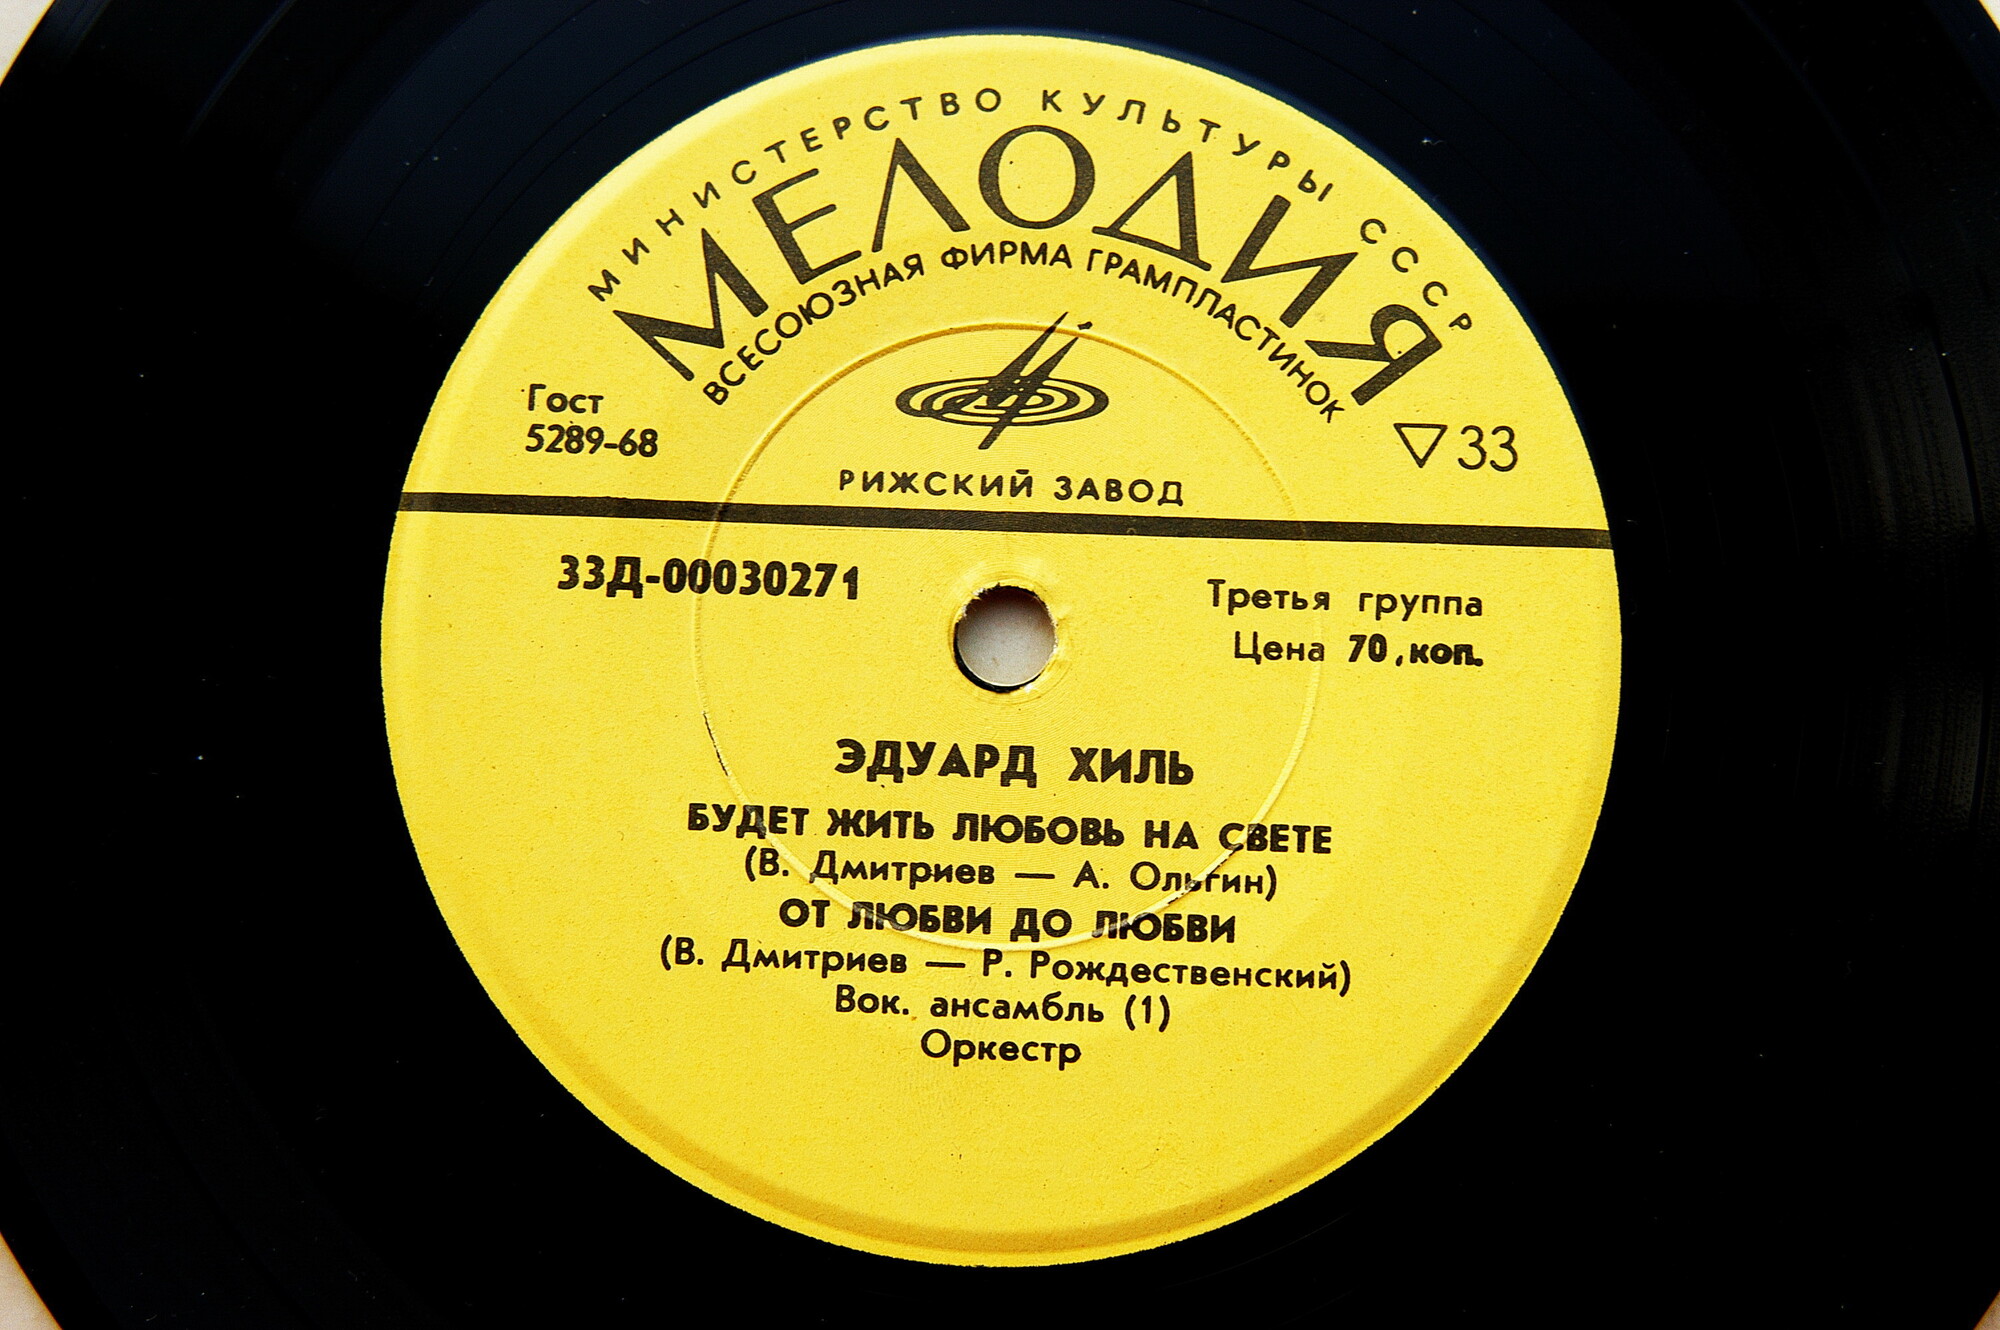 МИНИСТЕРСТВО КУЛЬТУРЫ СССР
МЕЛОДИЯ
ВСЕСОЮЗНАЯ ФИРМА ГРАМПЛАСТИНОК
Гост
5289-68
▽33
РИЖСКИЙ ЗАВОД
33Д-00030271
Третья группа
Цена 70 коп.
ЭДУАРД ХИЛЬ
БУДЕТ ЖИТЬ ЛЮБОВЬ НА СВЕТЕ
(В. Дмитриев — А. Ольгин)
ОТ ЛЮБВИ ДО ЛЮБВИ
(В. Дмитриев — Р. Рождественский)
Вок. ансамбль (1)
Оркестр